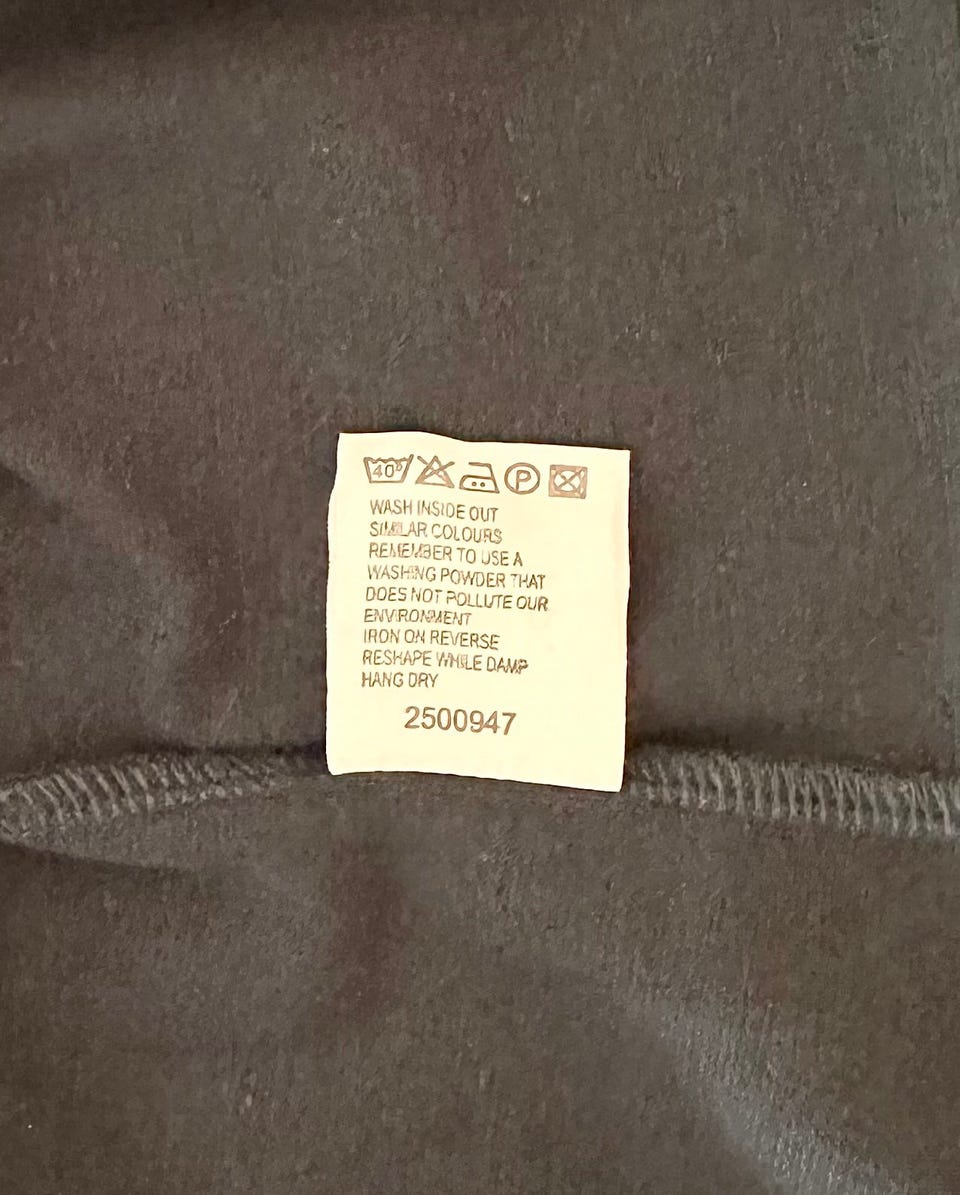 40° P
WASH INSIDE OUT
SIMILAR COLOURS
REMEMBER TO USE A
WASHING POWDER THAT
DOES NOT POLLUTE OUR
ENVIRONMENT
IRON ON REVERSE
RESHAPE WHILE DAMP
HANG DRY
2500947